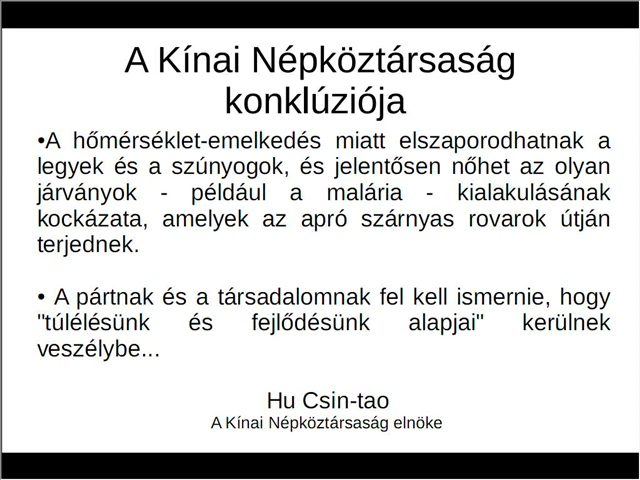 A Kínai Népköztársaság
konklúziója
•A hőmérséklet-emelkedés miatt elszaporodhatnak a
legyek és a szúnyogok, és jelentősen nőhet az olyan
járványok - például a malária - kialakulásának
kockázata, amelyek az apró szárnyas rovarok útján
terjednek.
• A pártnak és a társadalomnak fel kell ismernie, hogy
"túlélésünk és fejlődésünk alapjai" kerülnek
veszélybe...
Hu Csin-tao
A Kínai Népköztársaság elnöke